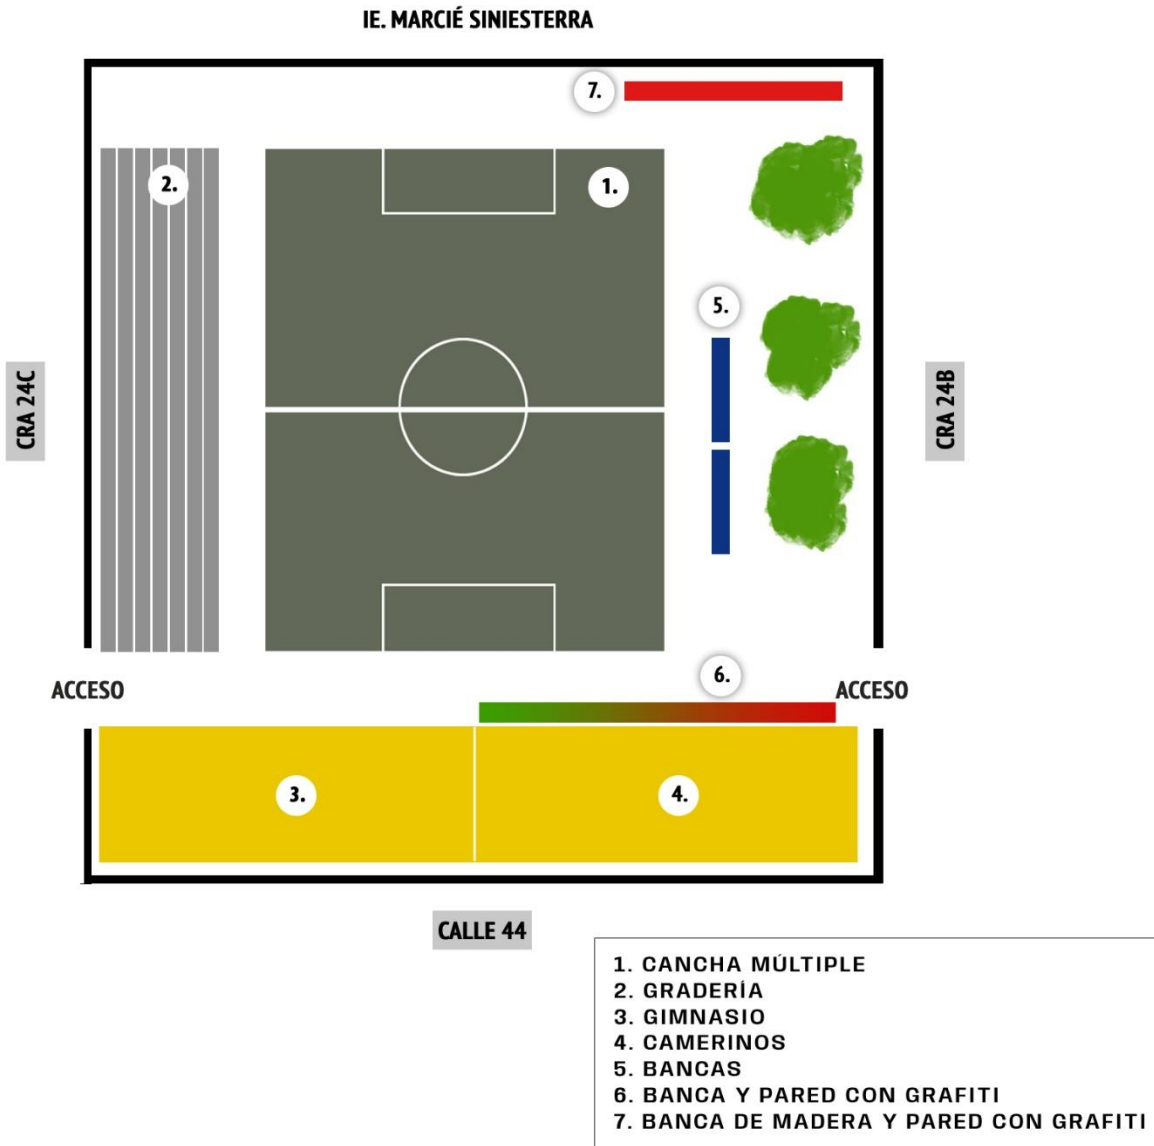 IE. MARCIÉ SINIESTERRA
7.
2.
1.
5.
CRA 24C
CRA 24B
6.
ACCESO
ACCESO
3.
4.
CALLE 44
1. CANCHA MÚLTIPLE
2. GRADERÍA
3. GIMNASIO
4. CAMERINOS
5. BANCAS
6. BANCA Y PARED CON GRAFITI
7. BANCA DE MADERA Y PARED CON GRAFITI